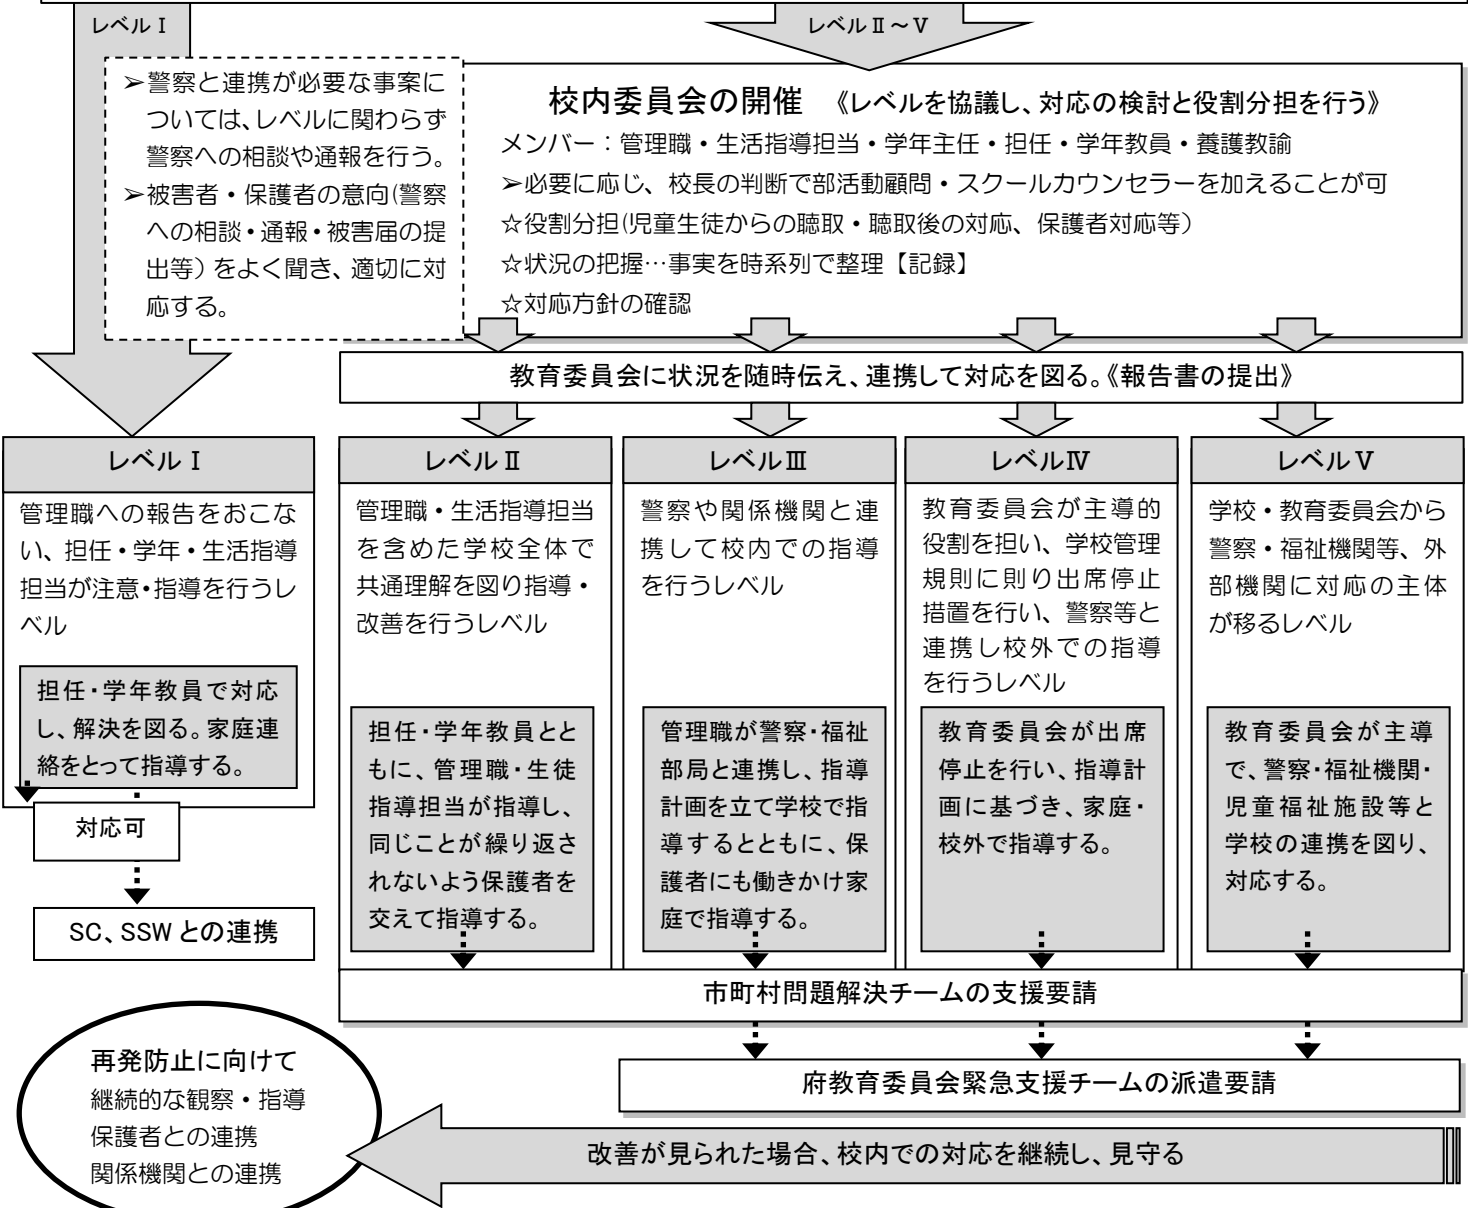 レベルⅠ
レベルⅡ～Ⅴ
➢警察と連携が必要な事案に
ついては、レベルに関わらず
警察への相談や通報を行う。
➢被害者・保護者の意向(警察
への相談・通報・被害届の提
出等）をよく聞き、適切に対
応する。
校内委員会の開催　《レベルを協議し、対応の検討と役割分担を行う》
メンバー：管理職・生活指導担当・学年主任・担任・学年教員・養護教諭
➢必要に応じ、校長の判断で部活動顧問・スクールカウンセラーを加えることが可
☆役割分担(児童生徒からの聴取・聴取後の対応、保護者対応等）
☆状況の把握…事実を時系列で整理【記録】
☆対応方針の確認
教育委員会に状況を随時伝え、連携して対応を図る。《報告書の提出》
レベルⅠ
管理職への報告をおこな
い、担任・学年・生活指導
担当が注意・指導を行うレ
ベル
担任・学年教員で対応
し、解決を図る。家庭連
絡をとって指導する。
対応可
SC、SSWとの連携
レベルⅡ
管理職・生活指導担当
を含めた学校全体で
共通理解を図り指導・
改善を行うレベル
担任・学年教員とと
もに、管理職・生徒
指導担当が指導し、
同じことが繰り返さ
れないよう保護者を
交えて指導する。
レベルⅢ
警察や関係機関と連
携して校内での指導
を行うレベル
管理職が警察・福祉
部局と連携し、指導
計画を立て学校で指
導するとともに、保
護者にも働きかけ家
庭で指導する。
レベルⅣ
教育委員会が主導的
役割を担い、学校管理
規則に則り出席停止
措置を行い、警察等と
連携し校外での指導
を行うレベル
教育委員会が出席
停止を行い、指導計
画に基づき、家庭・
校外で指導する。
レベルⅤ
学校・教育委員会から
警察・福祉機関等、外
部機関に対応の主体
が移るレベル
教育委員会が主導
で、警察・福祉機関・
児童福祉施設等と
学校の連携を図り、
対応する。
市町村問題解決チームの支援要請
府教育委員会緊急支援チームの派遣要請
再発防止に向けて
継続的な観察・指導
保護者との連携
関係機関との連携
改善が見られた場合、校内での対応を継続し、見守る